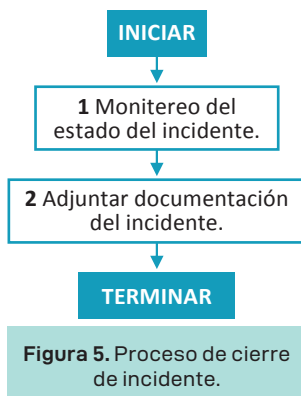 INICIAR
1 Monitereo del
estado del incidente.
2 Adjuntar documentación
del incidente.
TERMINAR
Figura 5. Proceso de cierre
de incidente.